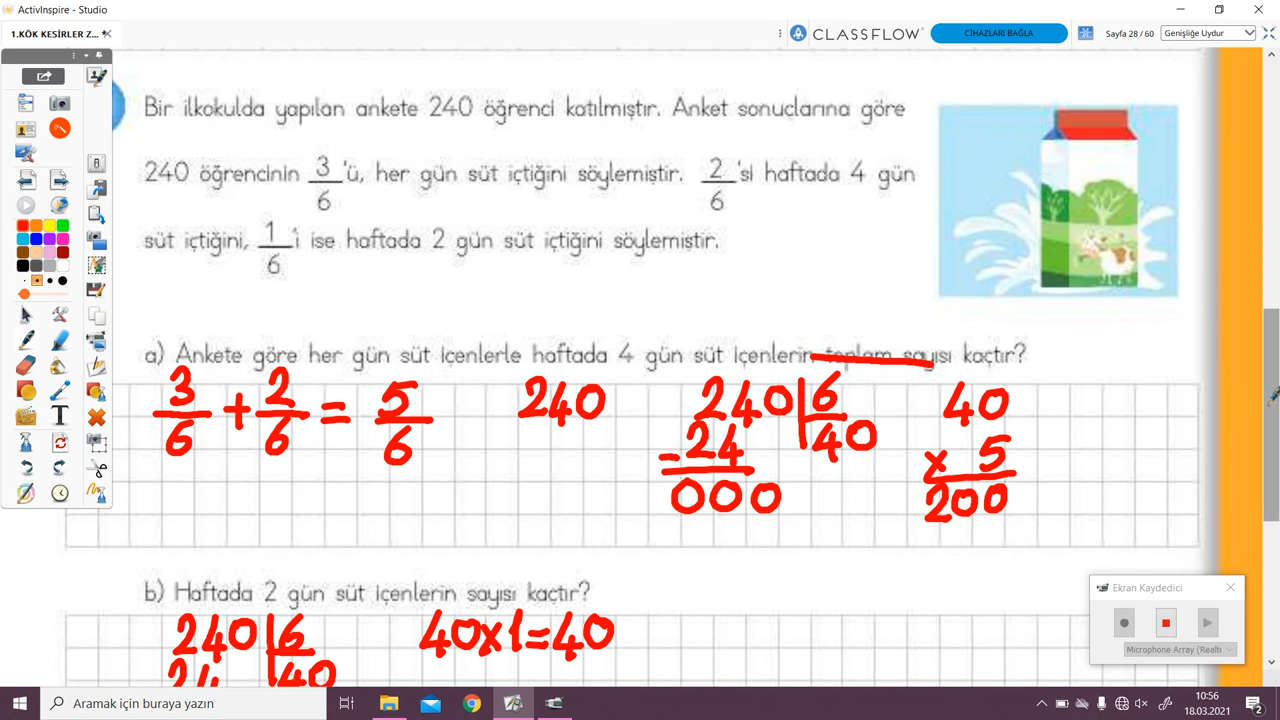 ActivInspire - Studio
1.KÖK KESİRLER Z...
CLASSFLOW
CİHAZLARI BAĞLA
Sayfa 28 / 60
Genişliğe Uydur
Bir ilkokulda yapılan ankete 240 öğrenci katılmıştır. Anket sonuçlarına göre
240 öğrencinin 3/6 'ü, her gün süt içtiğini söylemiştir. 2/6 'si haftada 4 gün
süt içtiğini, 1/6 i ise haftada 2 gün süt içtiğini söylemiştir.
a) Ankete göre her gün süt içenlerle haftada 4 gün süt içenlerin toplam sayısı kaçtır?
3/6 + 2/6 = 5/6
240
240 6
- 24 40
000
40
x 5
200
b) Haftada 2 gün süt içenlerin sayısı kaçtır?
240 6
24 40
40x1=40
Ekran Kaydedici
Microphone Array (Realte
Aramak için buraya yazın
10:56
18.03.2021
2